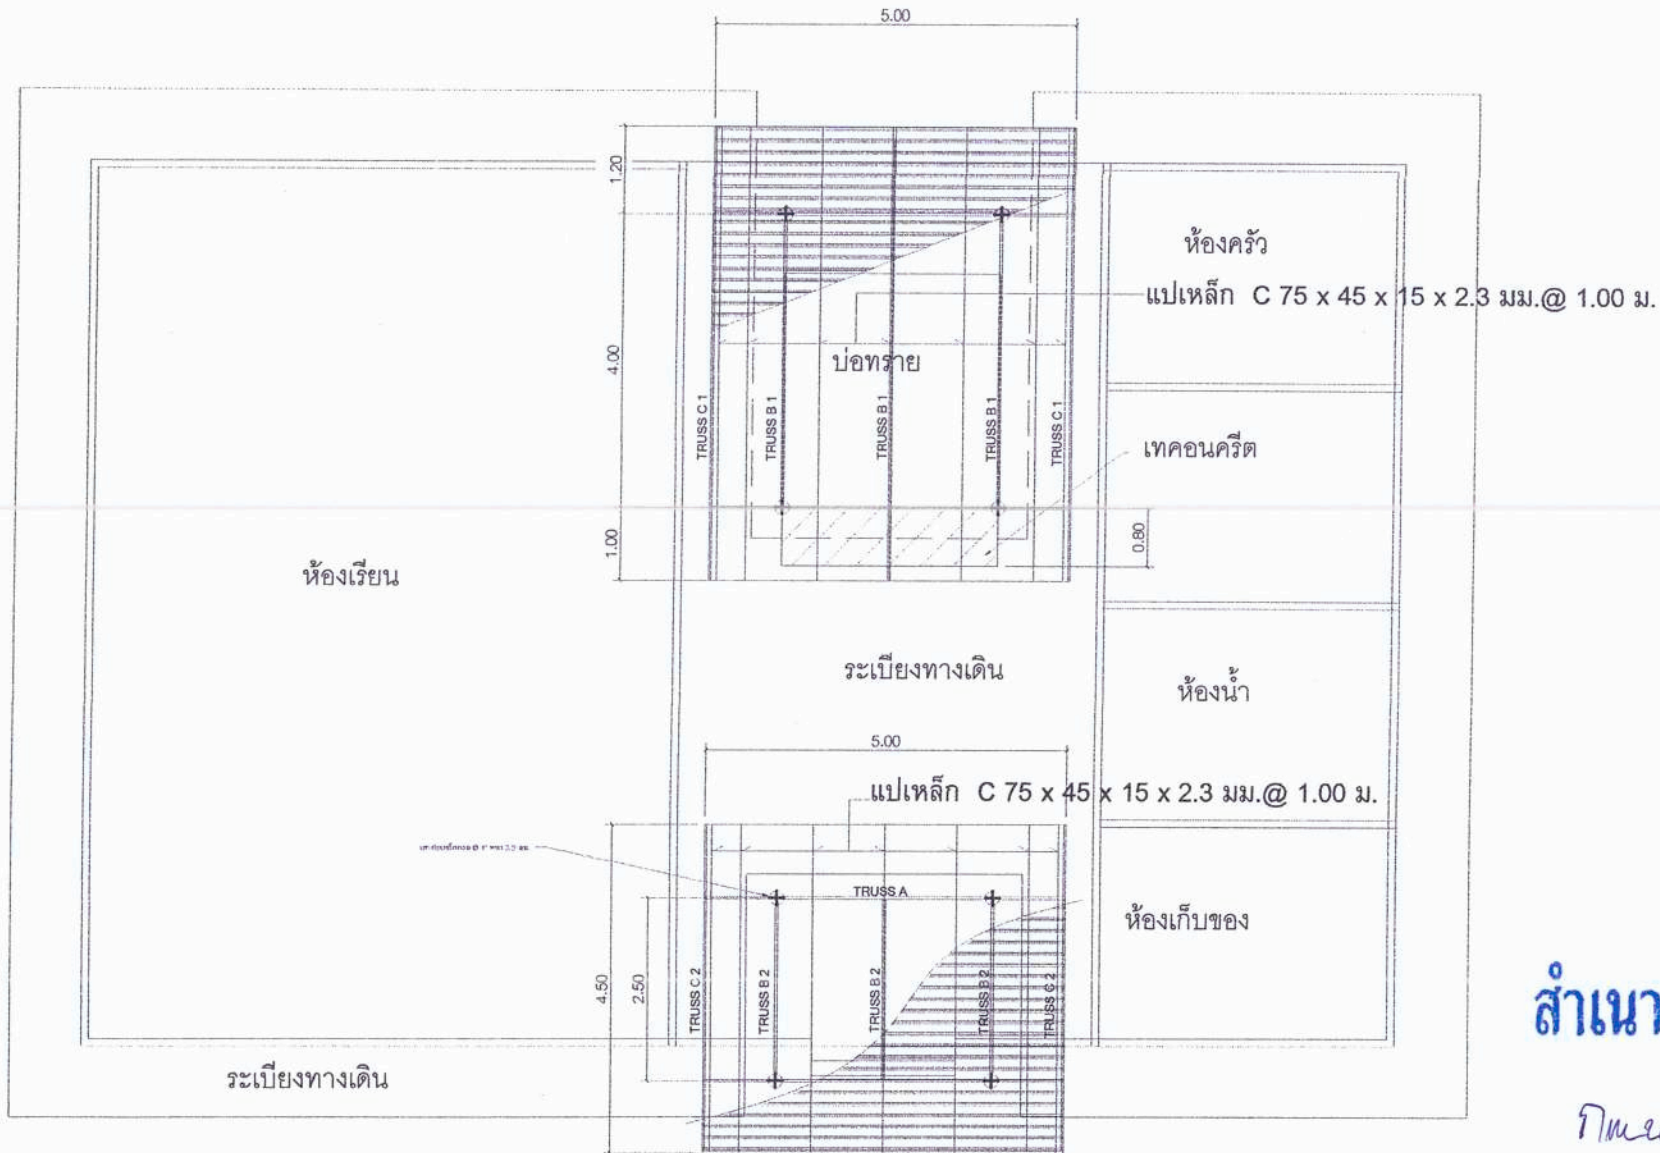 5.00
1.20
ห้องครัว
แปเหล็ก C 75 x 45 x 15 x 2.3 มม.@ 1.00 ม.
4.00
บ่อทราย
TRUSS C 1
TRUSS B 1
TRUSS B 1
TRUSS B 1
TRUSS C 1
เทคอนครีต
1.00
0.80
ห้องเรียน
ระเบียงทางเดิน
ห้องน้ำ
5.00
แปเหล็ก C 75 x 45 x 15 x 2.3 มม.@ 1.00 ม.
TRUSS A
ห้องเก็บของ
4.50
2.50
TRUSS C 2
TRUSS B 2
TRUSS B 2
TRUSS B 2
TRUSS C 2
สำเนา
ระเบียงทางเดิน